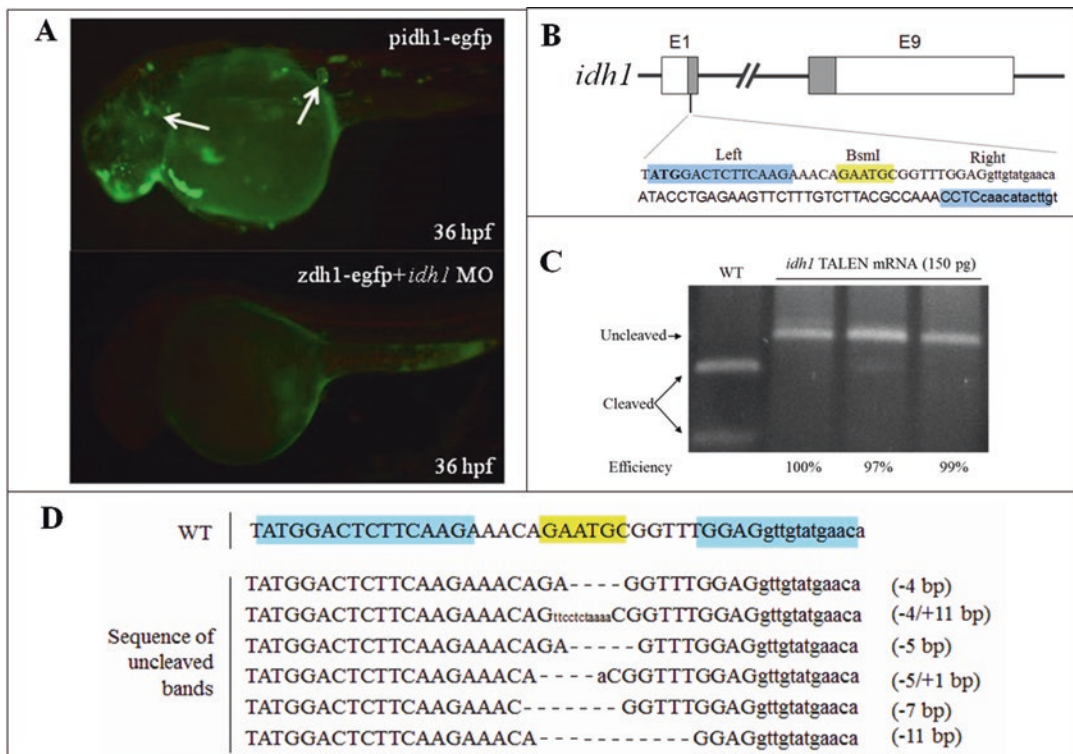 A
pidh1-egfp
36 hpf
zdh1-egfp+idh1 MO
36 hpf
B
E1
E9
idh1
Left
BsmI
Right
TATGGACTCTTCAAGAAACAGAATGCGGTTTGGAGgttgtatgaaca
ATACCTGAGAAGTTCTTTGTCTTACGCCAAACCTCcaacatacttgt
C
WT
idh1 TALEN mRNA (150 pg)
Uncleaved
Cleaved
Efficiency
100%
97%
99%
D
WT
TATGGACTCTTCAAGAAACAGAATGCGGTTTGGAGgttgtatgaaca
Sequence of
uncleaved
bands
TATGGACTCTTCAAGAAACAGA----GGTTTGGAGgttgtatgaaca (-4 bp)
TATGGACTCTTCAAGAAACAGttcctctaaaaCGGTTTGGAGgttgtatgaaca (-4/+11 bp)
TATGGACTCTTCAAGAAACAGA-----GTTTGGAGgttgtatgaaca (-5 bp)
TATGGACTCTTCAAGAAACA----aCGGTTTGGAGgttgtatgaaca (-5/+1 bp)
TATGGACTCTTCAAGAAAC-------GGTTTGGAGgttgtatgaaca (-7 bp)
TATGGACTCTTCAAGAAACA-----------GGAGgttgtatgaaca (-11 bp)